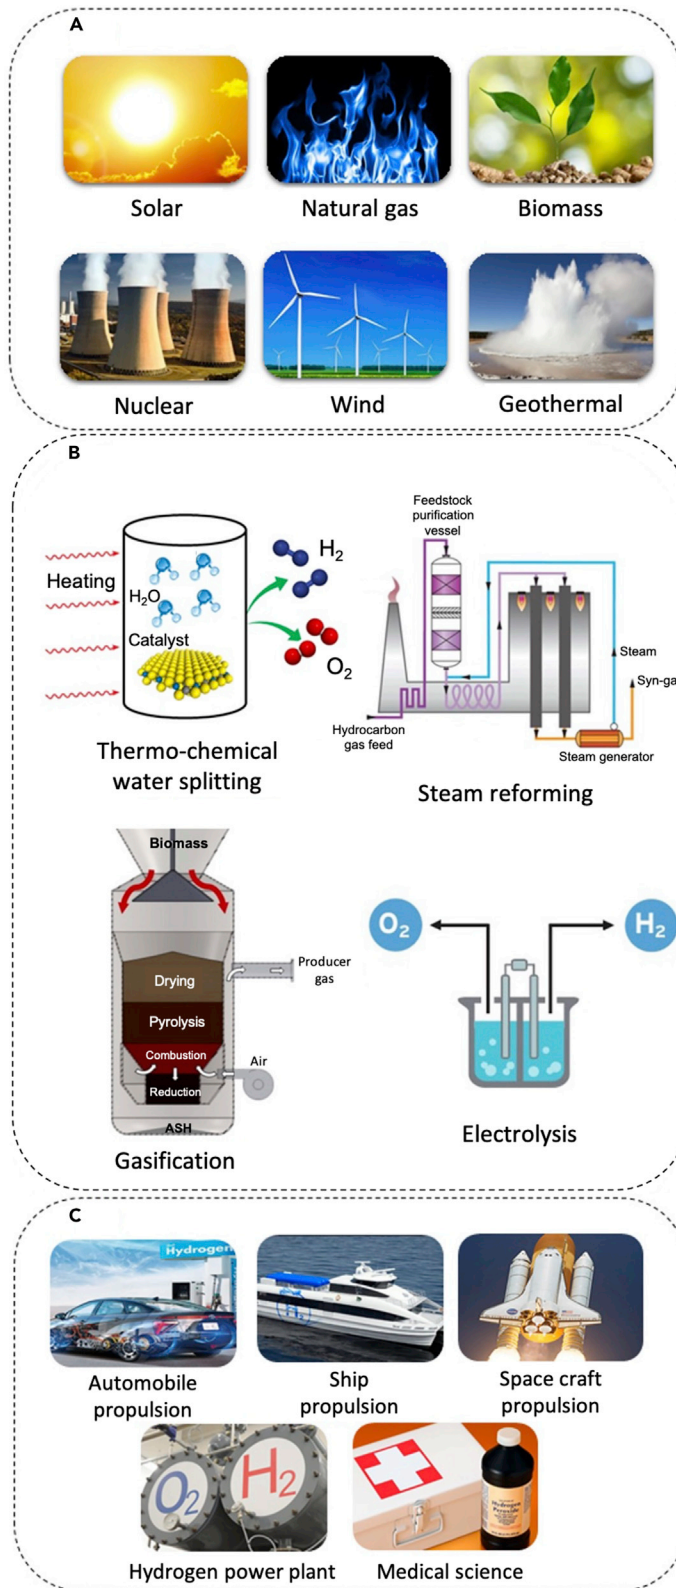 A
Solar
Natural gas
Biomass
Nuclear
Wind
Geothermal
B
Heating
H2O
Catalyst
H2
O2
Thermo-chemical
water splitting
Feedstock
purification
vessel
Steam
Syn-ga
Hydrocarbon
gas feed
Steam generator
Steam reforming
Biomass
Drying
Pyrolysis
Combustion
Reduction
ASH
Producer
gas
Air
Gasification
O2
H2
Electrolysis
C
Hydrogen
Automobile
propulsion
H2
Ship
propulsion
Space craft
propulsion
O2
H2
Hydrogen power plant
Hydrogen
Peroxide
Medical science